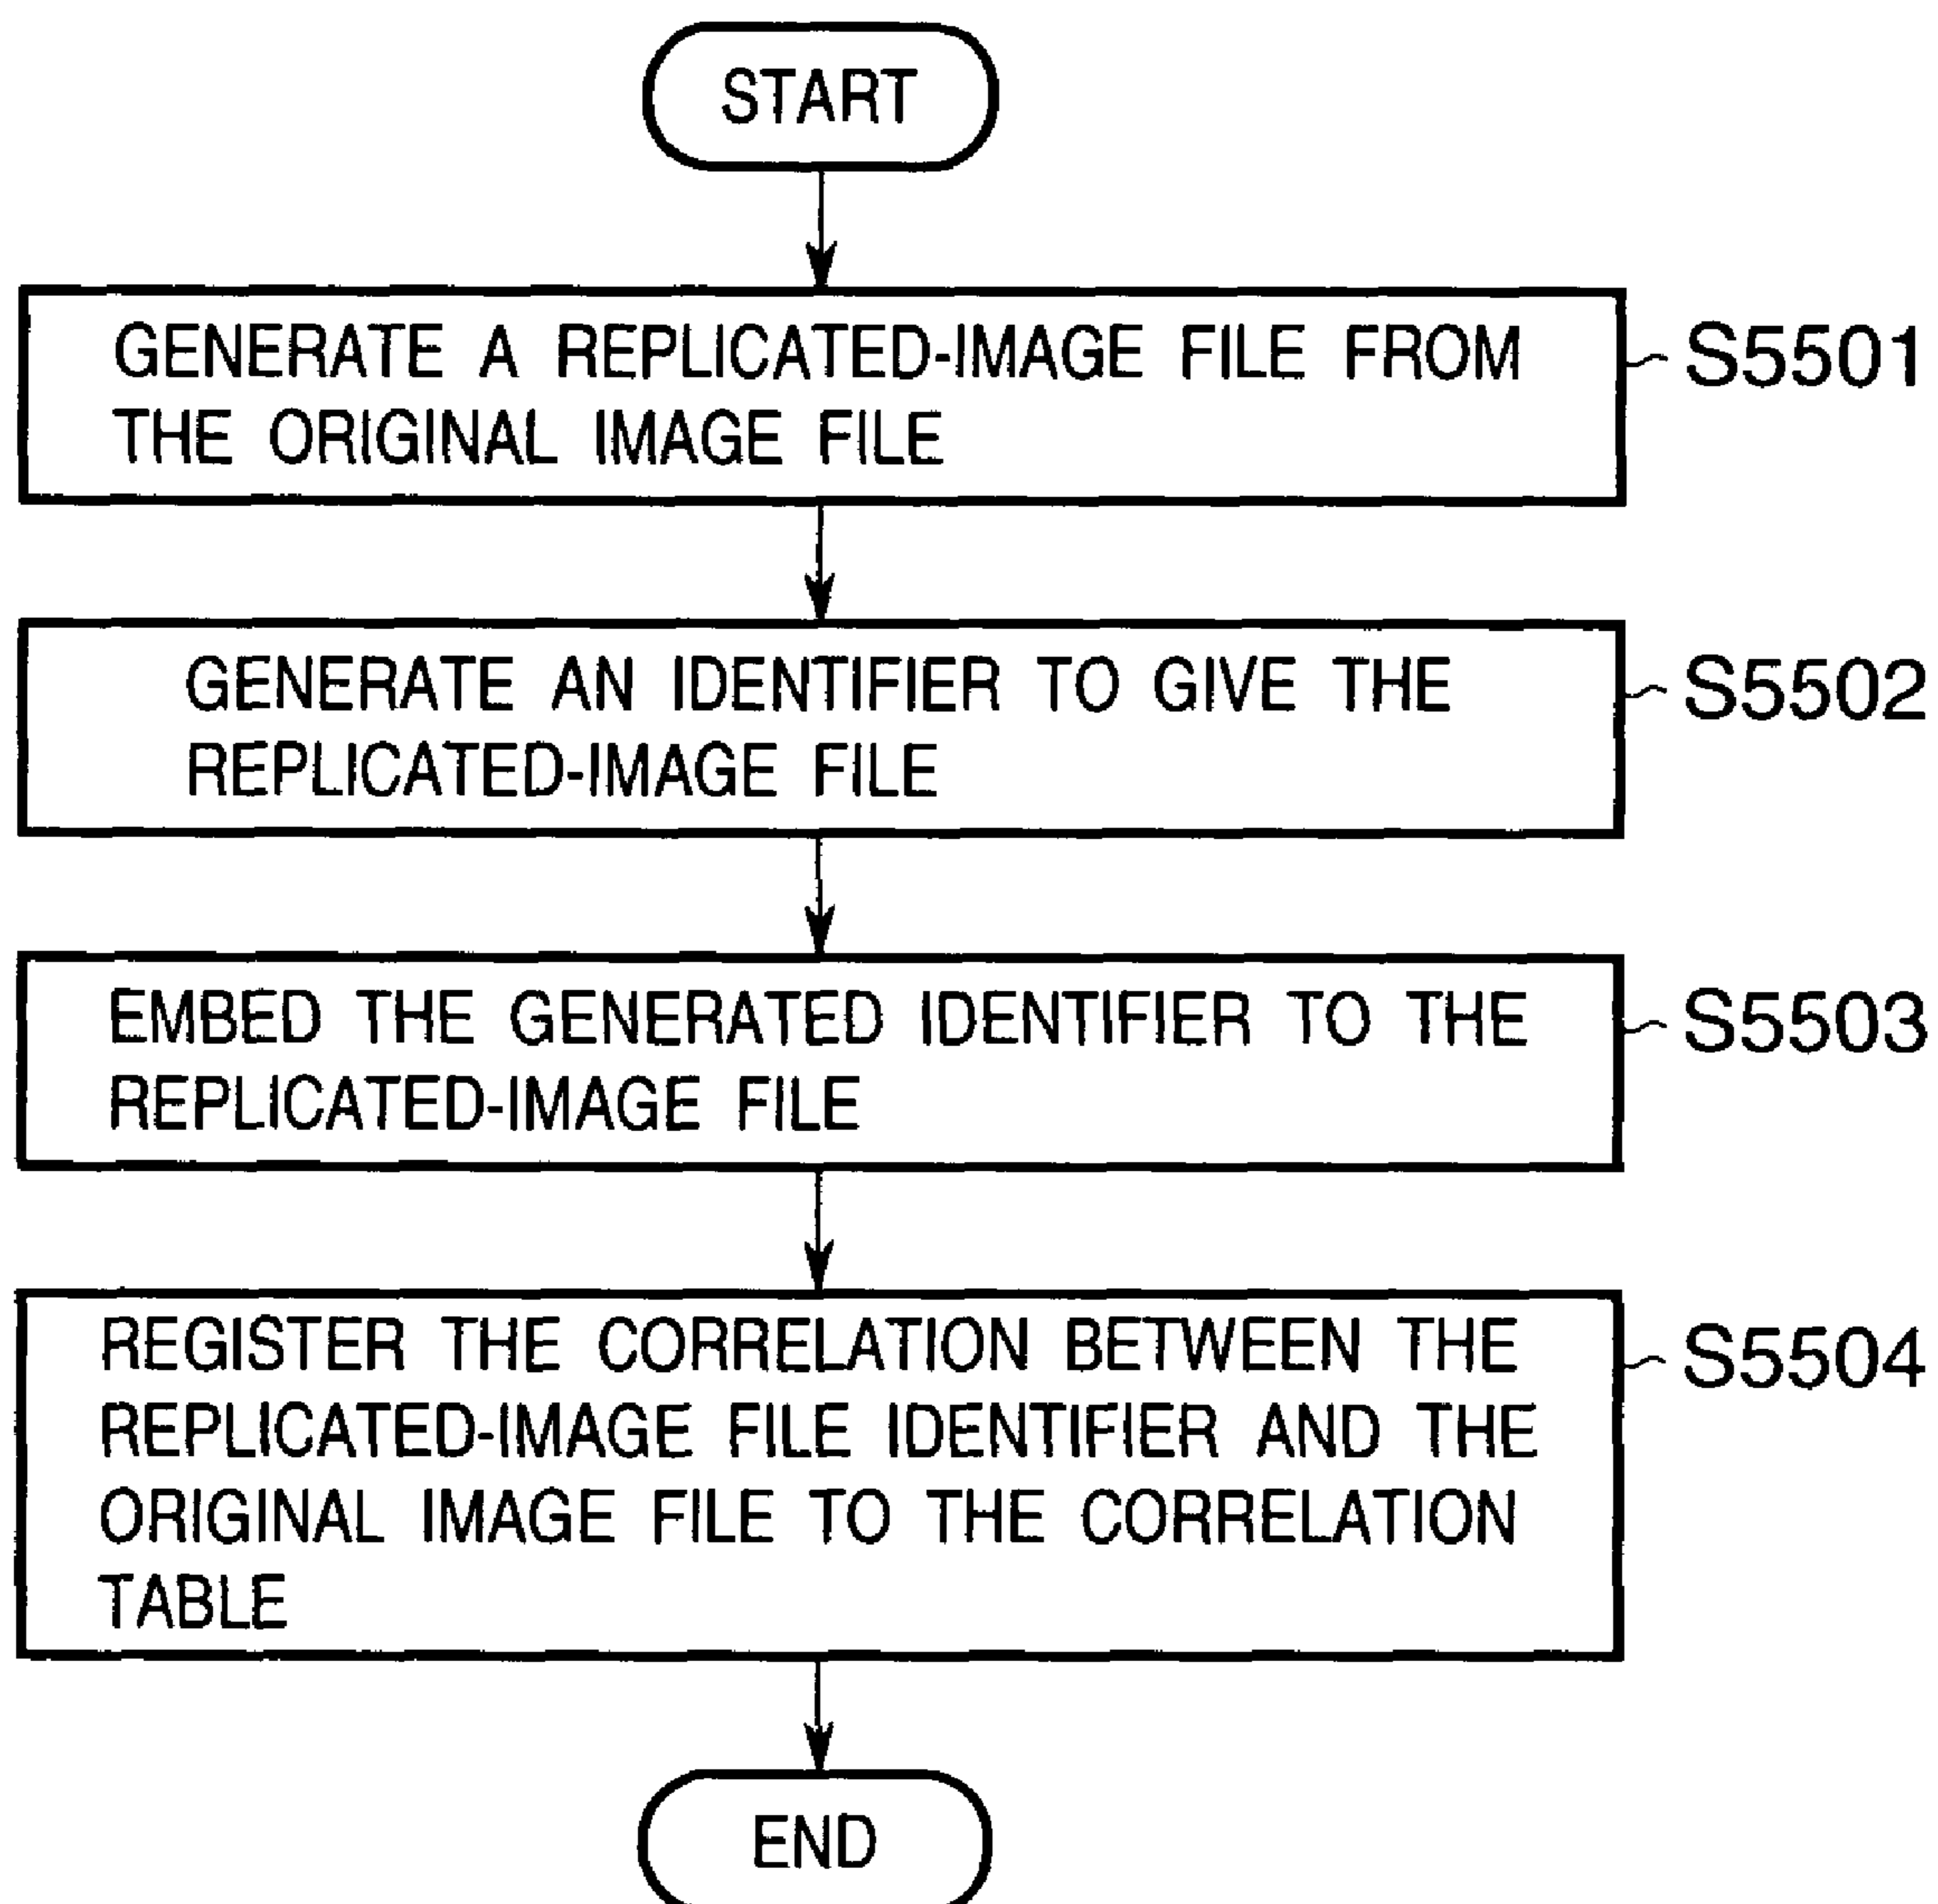 START
GENERATE A REPLICATED-IMAGE FILE FROM
THE ORIGINAL IMAGE FILE
S5501
GENERATE AN IDENTIFIER TO GIVE THE
REPLICATED-IMAGE FILE
S5502
EMBED THE GENERATED IDENTIFIER TO THE
REPLICATED-IMAGE FILE
S5503
REGISTER THE CORRELATION BETWEEN THE
REPLICATED-IMAGE FILE IDENTIFIER AND THE
ORIGINAL IMAGE FILE TO THE CORRELATION
TABLE
S5504
END